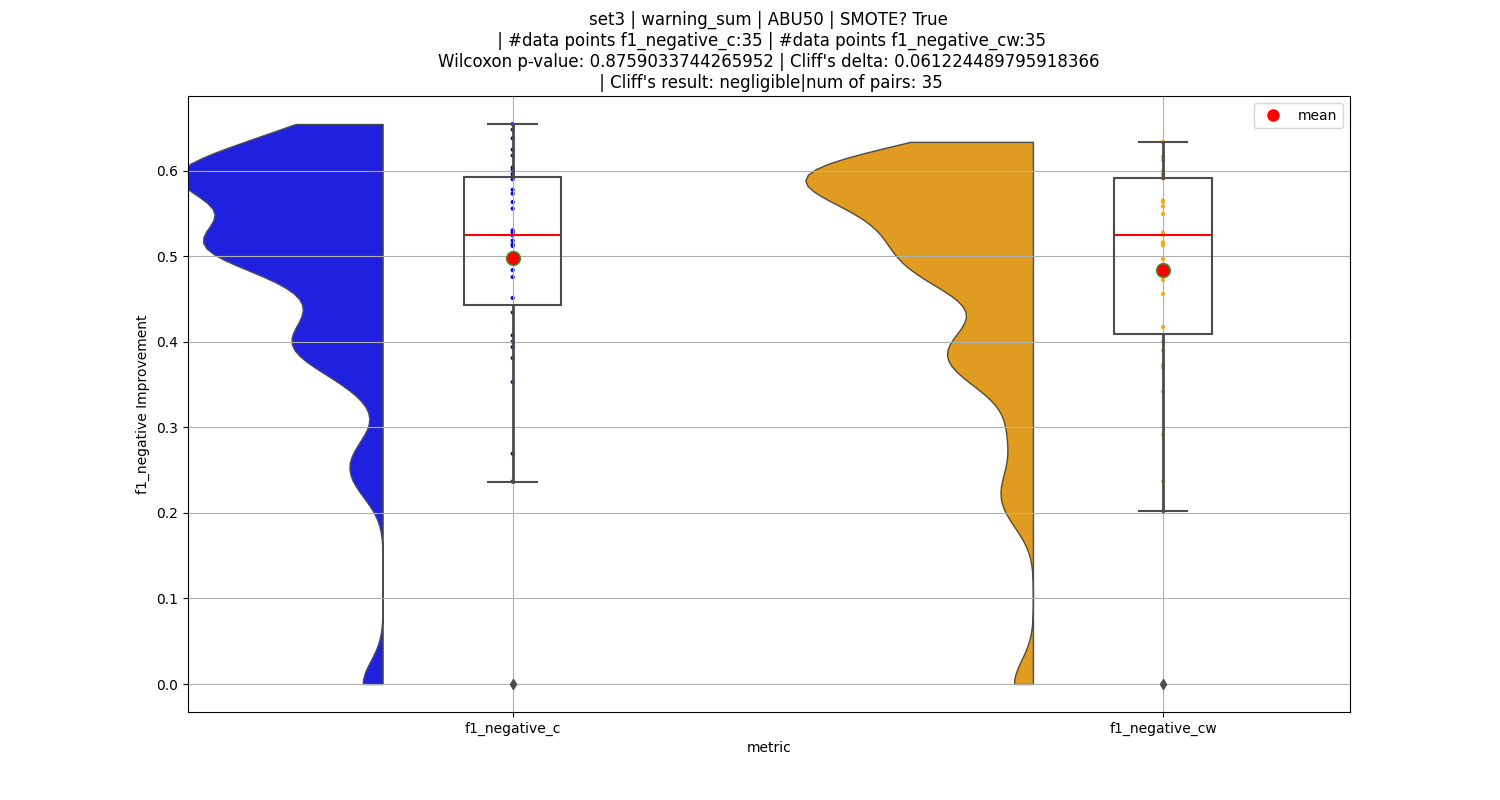 set3 | warning_sum | ABU50 | SMOTE? True
| #data points f1_negative_c:35 | #data points f1_negative_cw:35
Wilcoxon p-value: 0.8759033744265952 | Cliff's delta: 0.061224489795918366
| Cliff's result: negligible|num of pairs: 35
mean
f1_negative Improvement
0.6
0.5
0.4
0.3
0.2
0.1
0.0
f1_negative_c
f1_negative_cw
metric